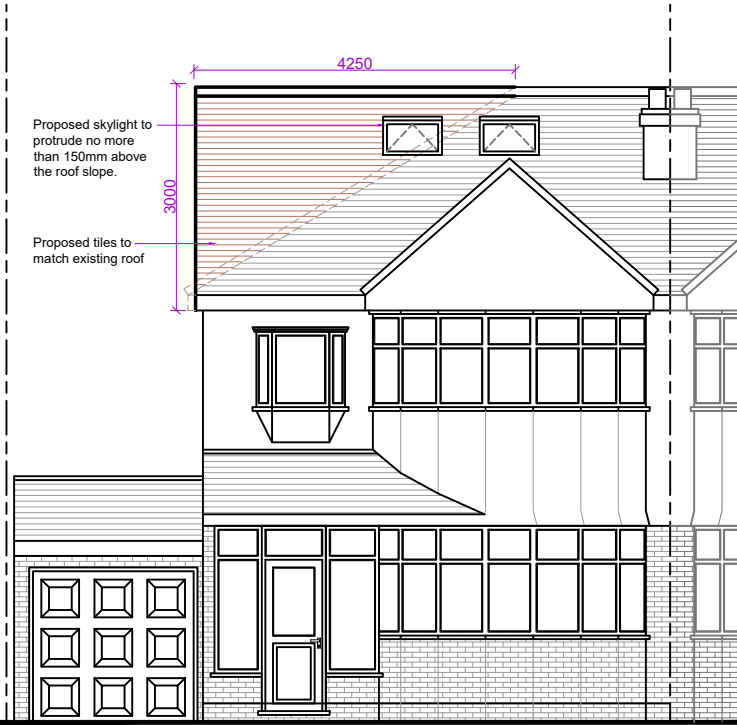 4250
Proposed skylight to
protrude no more
than 150mm above
the roof slope.
3000
Proposed tiles to
match existing roof